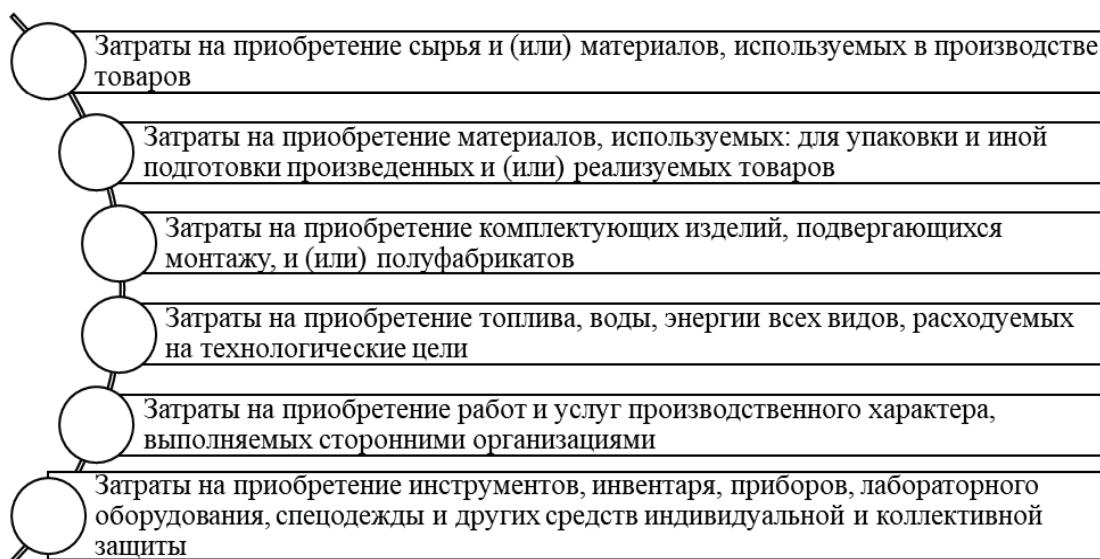 Затраты на приобретение сырья и (или) материалов, используемых в производстве
товаров
Затраты на приобретение материалов, используемых: для упаковки и иной
подготовки произведенных и (или) реализуемых товаров
Затраты на приобретение комплектующих изделий, подвергающихся
монтажу, и (или) полуфабрикатов
Затраты на приобретение топлива, воды, энергии всех видов, расходуемых
на технологические цели
Затраты на приобретение работ и услуг производственного характера,
выполняемых сторонними организациями
Затраты на приобретение инструментов, инвентаря, приборов, лабораторного
оборудования, спецодежды и других средств индивидуальной и коллективной
защиты